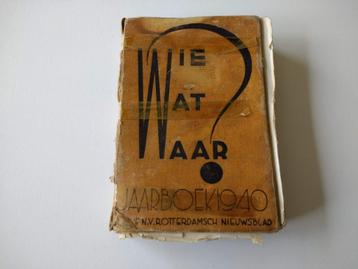 WIE
WAT
WAAR
?
JAARBOEK 1940
N.V. ROTTERDAMSCH NIEUWSBLAD